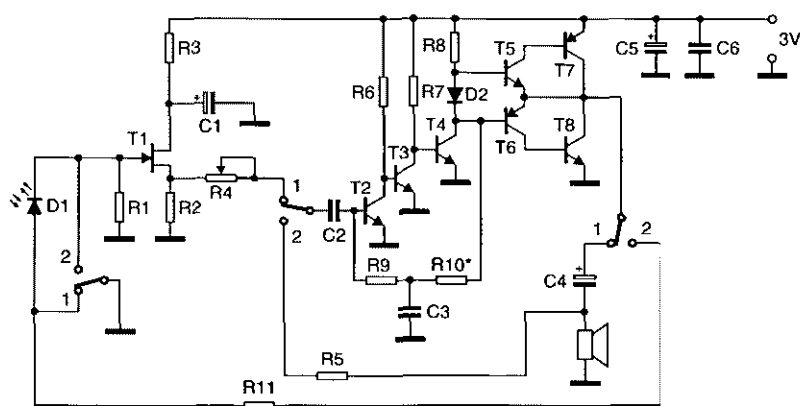 R3
R8
T5
T7
C5
C6
3V
R6
R7
D2
C1
T4
T6
T8
T1
T3
D1
R1
R2
R4
1
T2
2
C2
1
2
2
R9
R10*
C4
1
C3
R5
R11
+
+
+